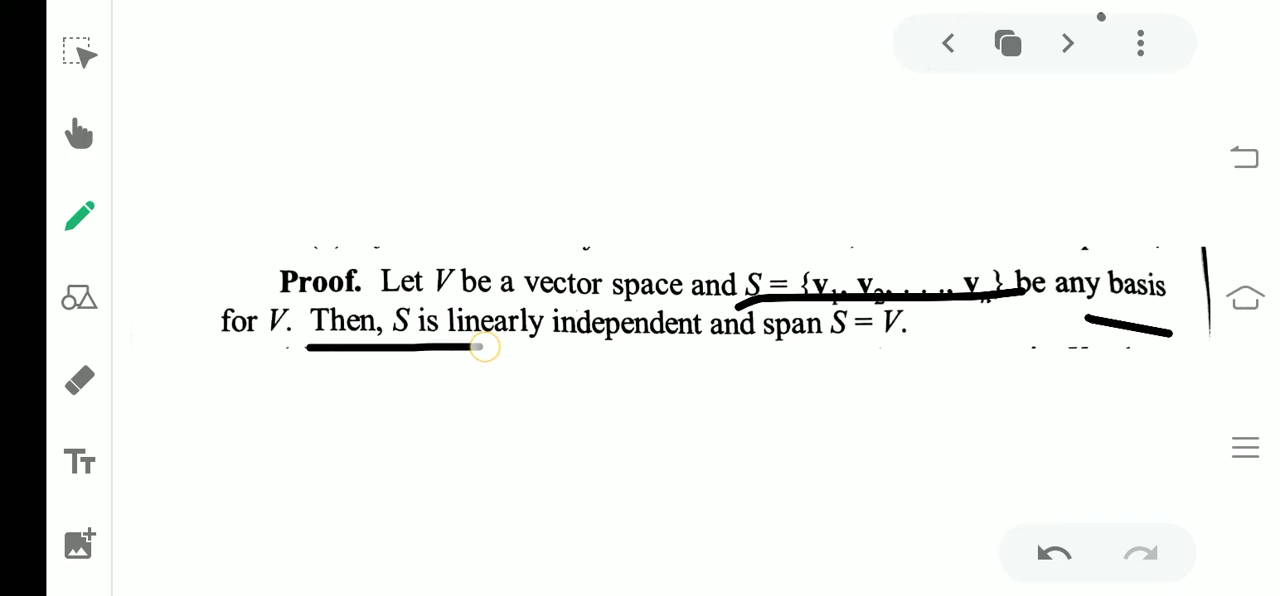 Proof. Let V be a vector space and S = {v₁, v₂, . . ., vₙ} be any basis
for V. Then, S is linearly independent and span S = V.
TT